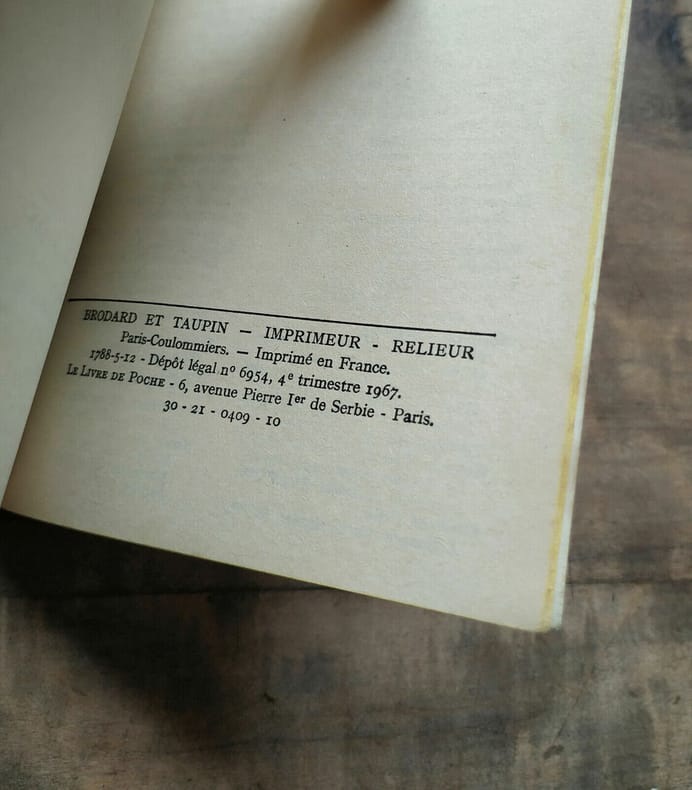 BRODARD ET TAUPIN — IMPRIMEUR - RELIEUR
Paris-Coulommiers. — Imprimé en France.
1788-5-12 - Dépôt légal nº 6954, 4e trimestre 1967.
LE LIVRE DE POCHE - 6, avenue Pierre Ier de Serbie - Paris.
30 - 21 - 0409 - 10